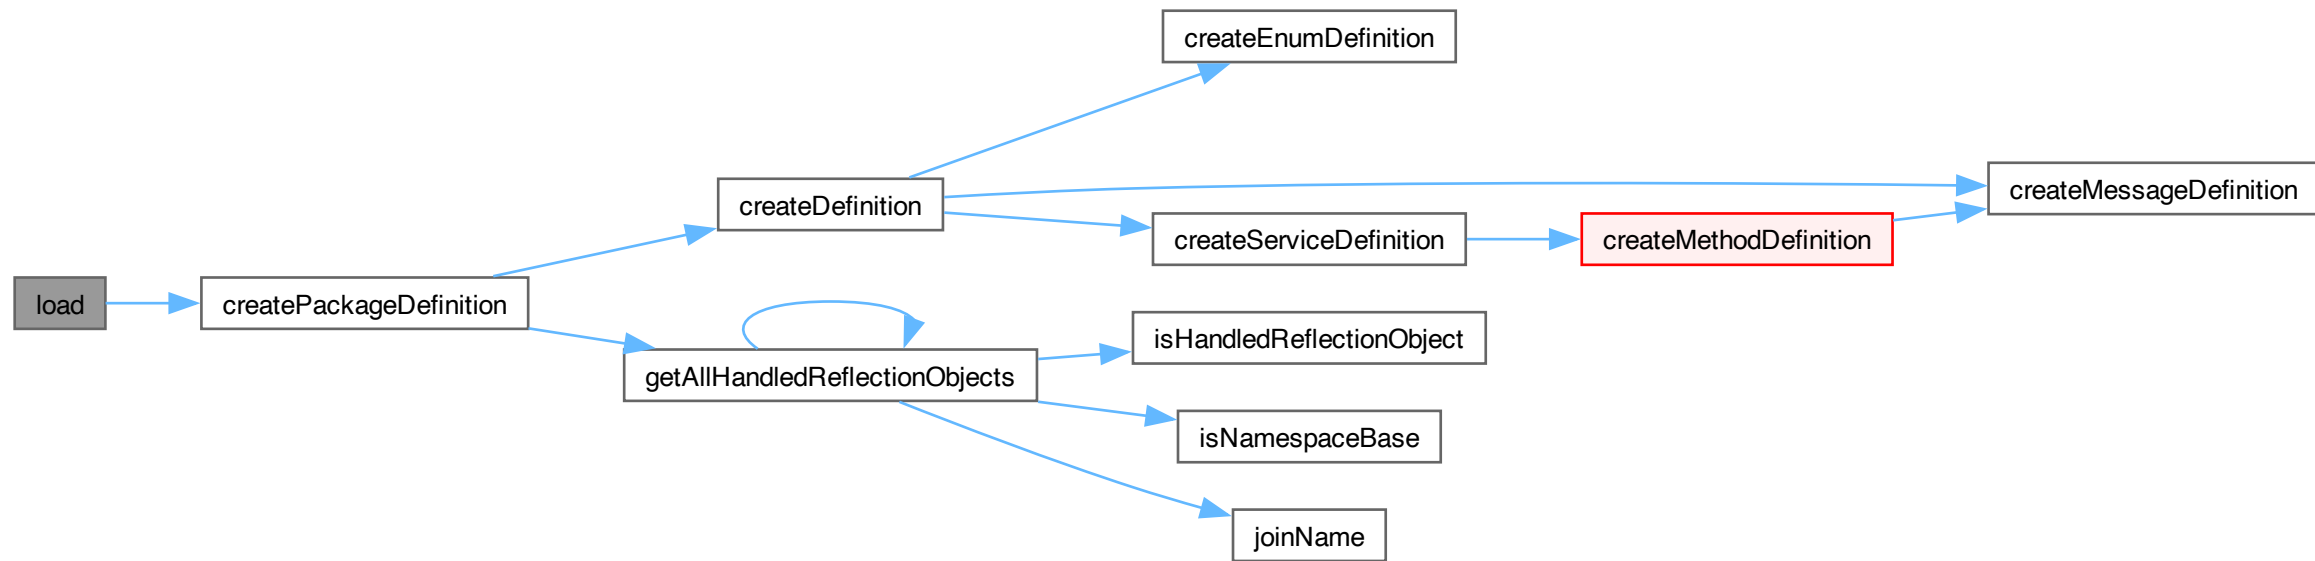 load
createPackageDefinition
createDefinition
createEnumDefinition
createMessageDefinition
createServiceDefinition
createMethodDefinition
getAllHandledReflectionObjects
isHandledReflectionObject
isNamespaceBase
joinName